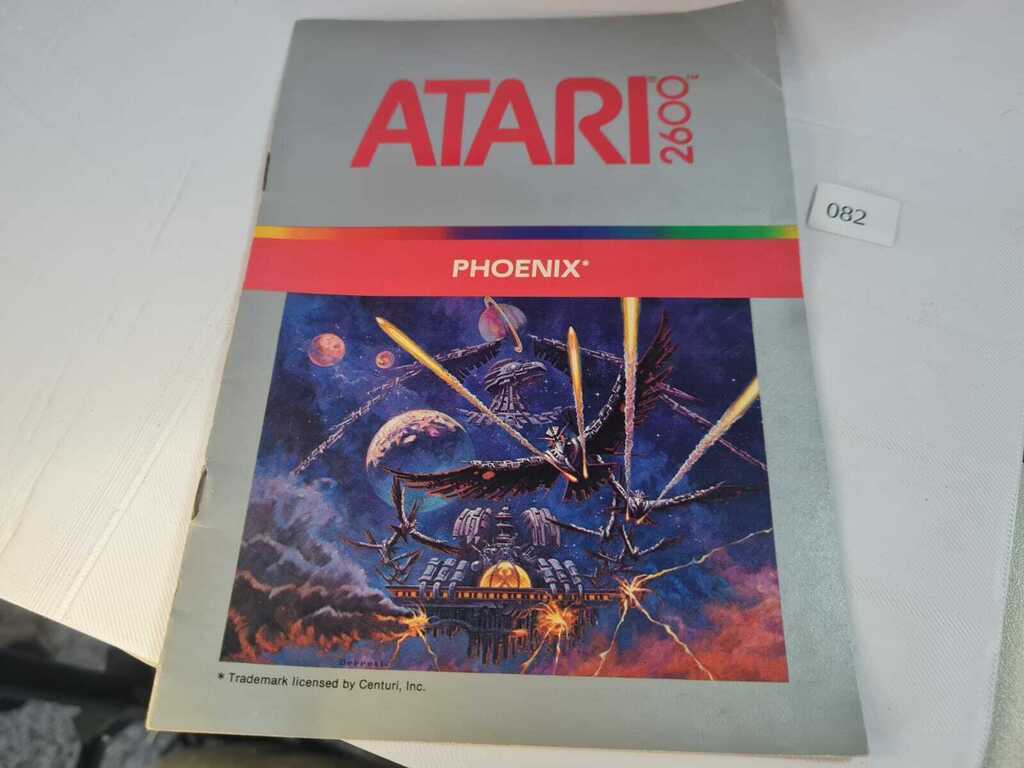 ATARI®
2600™
082
PHOENIX*
* Trademark licensed by Centuri, Inc.